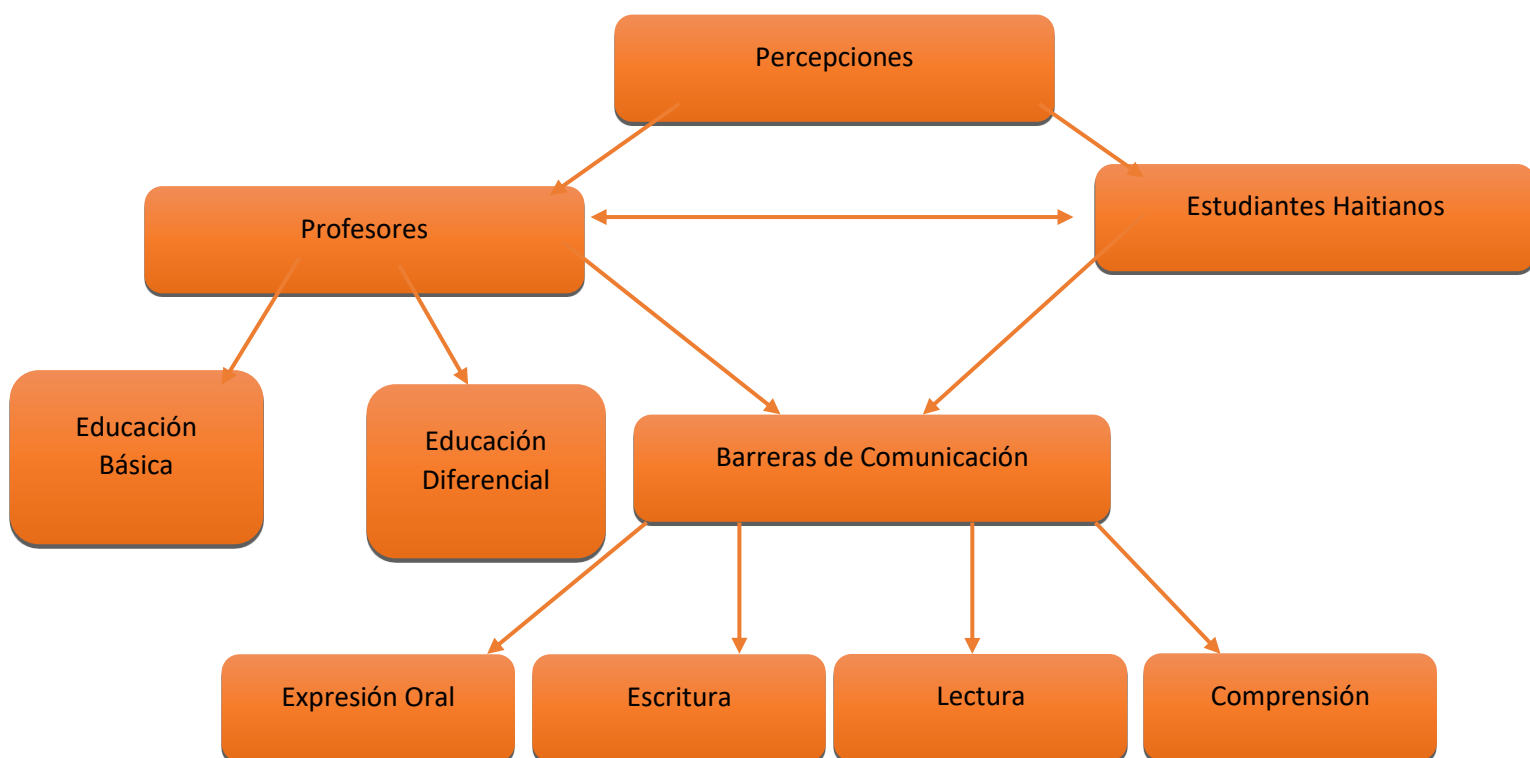 Percepciones
Profesores
Estudiantes Haitianos
Educación
Básica
Educación
Diferencial
Barreras de Comunicación
Expresión Oral
Escritura
Lectura
Comprensión